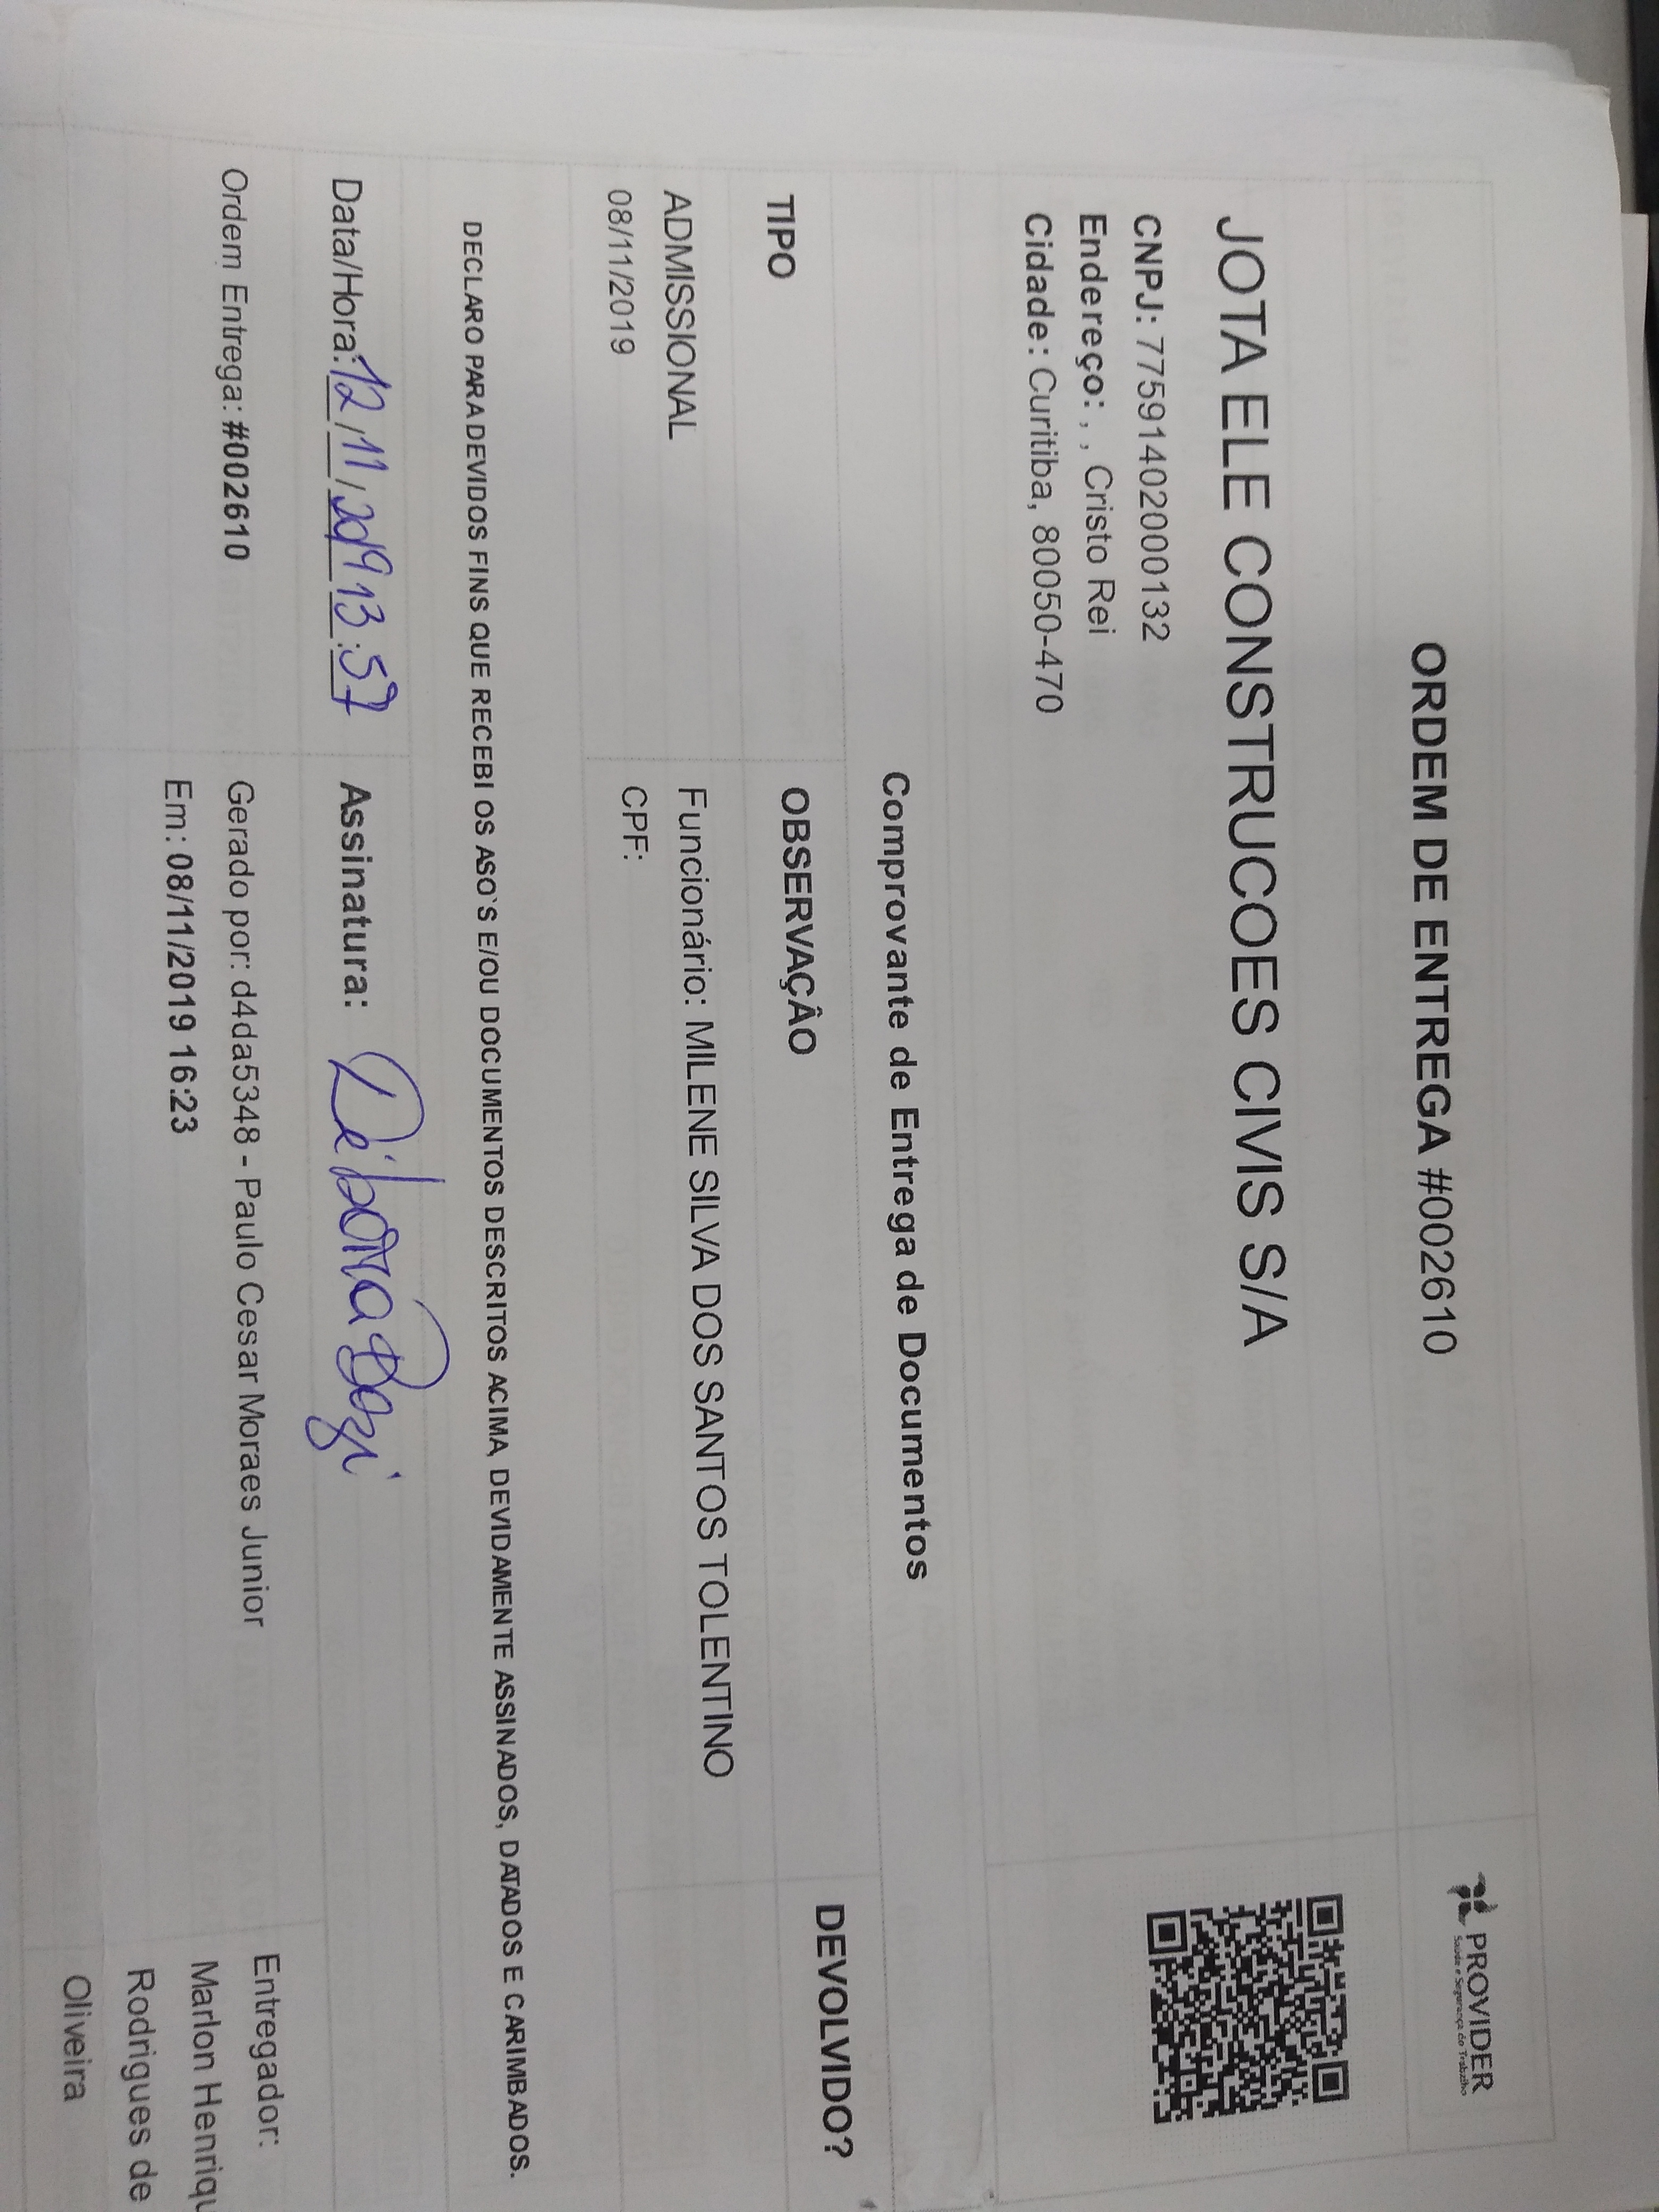 ORDEM DE ENTREGA #002610
PROVIDER
Saúde e Segurança do Trabalho
JOTA ELE CONSTRUCOES CIVIS S/A
CNPJ: 77591402000132
Endereço: , , Cristo Rei
Cidade: Curitiba, 80050-470
Comprovante de Entrega de Documentos
TIPO OBSERVAÇÂO DEVOLVIDO?
ADMISSIONAL Funcionário: MILENE SILVA DOS SANTOS TOLENTINO
08/11/2019 CPF:
DECLARO PARA DEVIDOS FINS QUE RECEBI OS ASO`S E/OU DOCUMENTOS DESCRITOS ACIMA, DEVIDAMENTE ASSINADOS, DATADOS E CARIMBADOS.
Data/Hora: 12/11/2019 13:57 Assinatura: Débora
Ordem Entrega: #002610 Gerado por: d4da5348 - Paulo Cesar Moraes Junior
Em: 08/11/2019 16:23
Entregador:
Marlon Henriqu
Rodrigues de
Oliveira